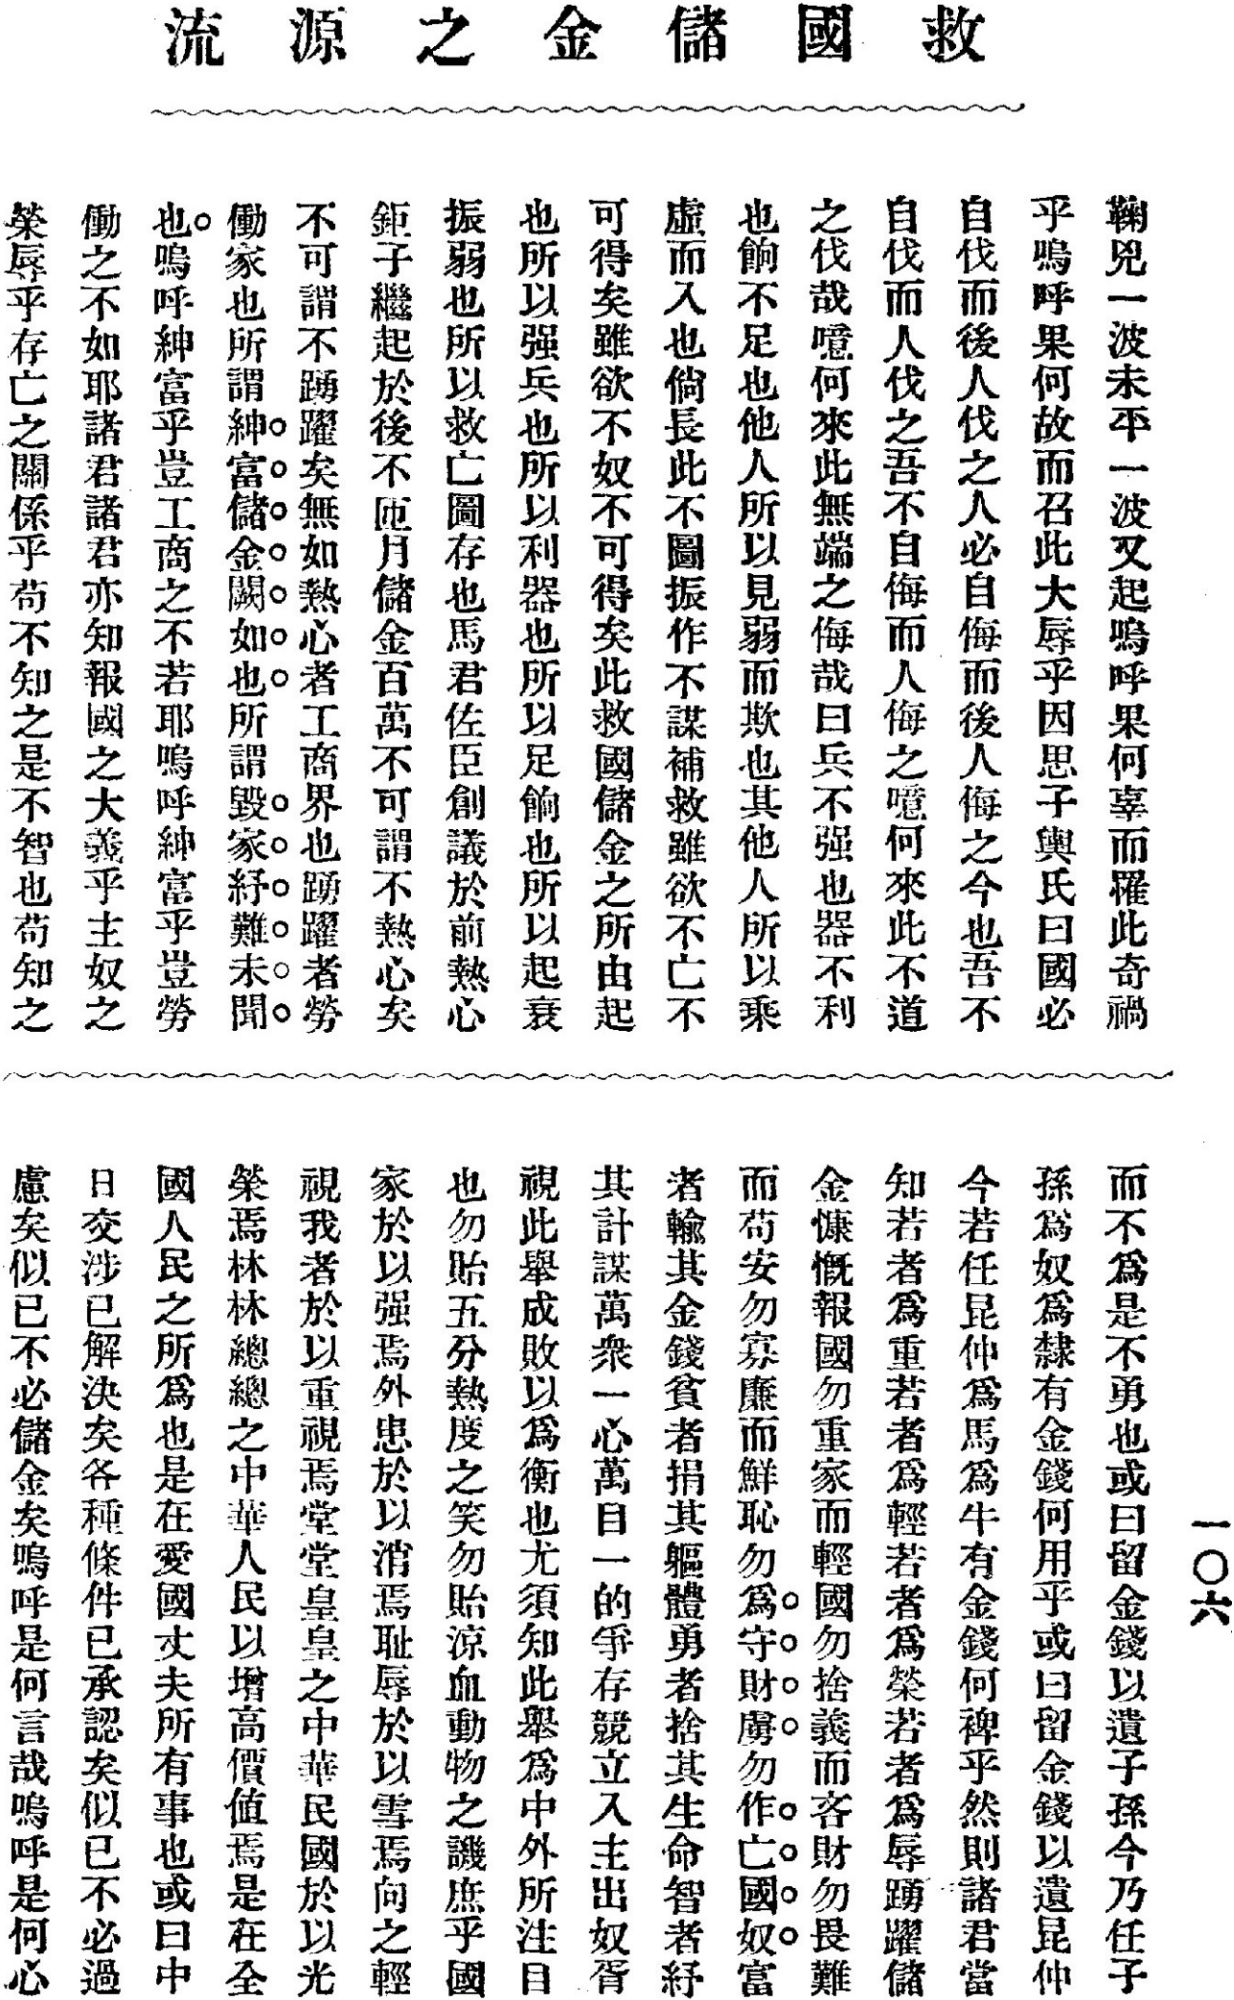 救國儲金之源流
鞠兇一波未平一波又起嗚呼果何辜而罹此奇禍
乎嗚呼果何故而召此大辱乎因思子輿氏曰國必
自伐而後人伐之人必自侮而後人侮之今也吾不
自伐而人伐之吾不自侮而人侮之噫何來此不道
之伐哉噫何來此無端之侮哉曰兵不强也器不利
也餉不足也他人所以見弱而欺也其他人所以乘
虛而入也倘長此不圖振作不謀補救雖欲不亡不
可得矣雖欲不奴不可得矣此救國儲金之所由起
也所以强兵也所以利器也所以足餉也所以起衰
振弱也所以救亡圖存也馬君佐臣創議於前熱心
鉅子繼起於後不匝月儲金百萬不可謂不熱心矣
不可謂不踴躍矣無如熱心者工商界也踴躍者勞
働家也所謂紳富儲金闕如也所謂毀家紓難未聞
也嗚呼紳富乎豈工商之不若耶嗚呼紳富乎豈勞
働之不如耶諸君諸君亦知報國之大義乎主奴之
榮辱乎存亡之關係乎苟不知之是不智也苟知之
而不爲是不勇也或曰留金錢以遺子孫今乃任子
孫爲奴爲隸有金錢何用乎或曰留金錢以遺昆仲
今若任昆仲爲馬爲牛有金錢何裨乎然則諸君當
知若者爲重若者爲輕若者爲榮若者爲辱踴躍儲
金慷慨報國勿重家而輕國勿捨義而吝財勿畏難
而苟安勿寡廉而鮮恥勿爲守財虜勿作亡國奴富
者輸其金錢貧者捐其軀體勇者捨其生命智者紓
其計謀萬衆一心萬目一的爭存競立入主出奴胥
視此舉成敗以爲衡也尤須知此舉爲中外所注目
也勿貽五分熱度之笑勿貽涼血動物之譏庶乎國
家於以强焉外患於以消焉耻辱於以雪焉向之輕
視我者於以重視焉堂堂皇皇之中華民國於以光
榮焉林林總總之中華人民以增高價值焉是在全
國人民之所爲也是在愛國丈夫所有事也或曰中
日交涉已解決矣各種條件已承認矣似已不必過
慮矣似已不必儲金矣嗚呼是何言哉嗚呼是何心
一〇六